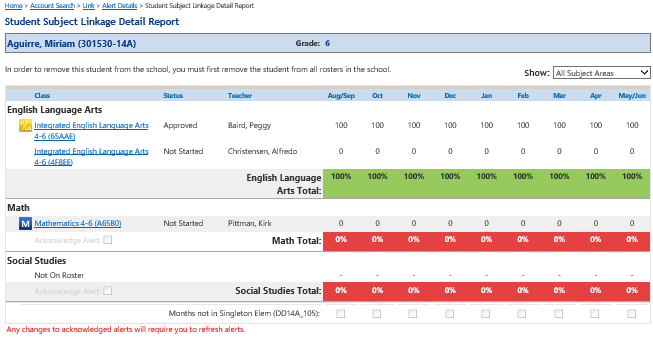 Home > Account Search > Link > Alert Details > Student Subject Linkage Detail Report
Student Subject Linkage Detail Report
Aguirre, Miriam (301530-14A) Grade: 6
In order to remove this student from the school, you must first remove the student from all rosters in the school. Show: All Subject Areas
Class Status Teacher Aug/Sep Oct Nov Dec Jan Feb Mar Apr May/Jun
English Language Arts
Integrated English Language Arts Approved Baird, Peggy 100 100 100 100 100 100 100 100 100
4-6 (65AAE)
Integrated English Language Arts Not Started Christensen, Alfredo 0 0 0 0 0 0 0 0 0
4-6 (4FBEE)
English Language 100% 100% 100% 100% 100% 100% 100% 100% 100%
Arts Total:
Math
M Mathematics 4-6 (A65B0) Not Started Pittman, Kirk 0 0 0 0 0 0 0 0 0
Acknowledge Alert: Math Total: 0% 0% 0% 0% 0% 0% 0% 0% 0%
Social Studies
Not On Roster - - - - - - - - -
Acknowledge Alert: Social Studies Total: 0% 0% 0% 0% 0% 0% 0% 0% 0%
Months not in Singleton Elem (DD14A_105):
Any changes to acknowledged alerts will require you to refresh alerts.